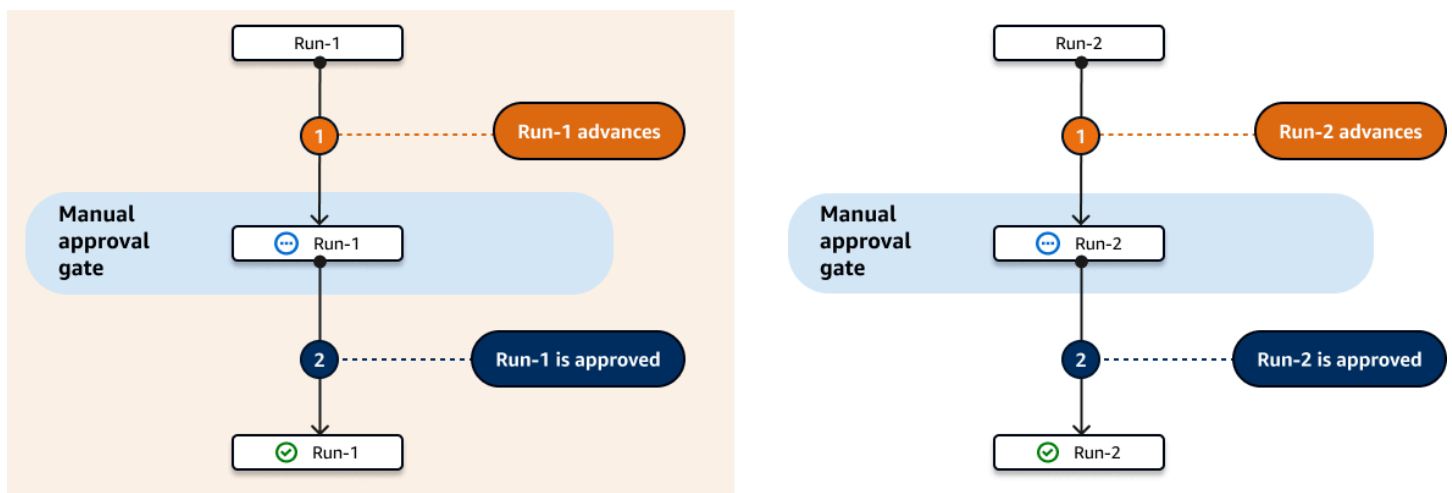 Run-1
1
Run-1 advances
Manual
approval
gate
Run-1
2
Run-1 is approved
Run-1
Run-2
1
Run-2 advances
Manual
approval
gate
Run-2
2
Run-2 is approved
Run-2